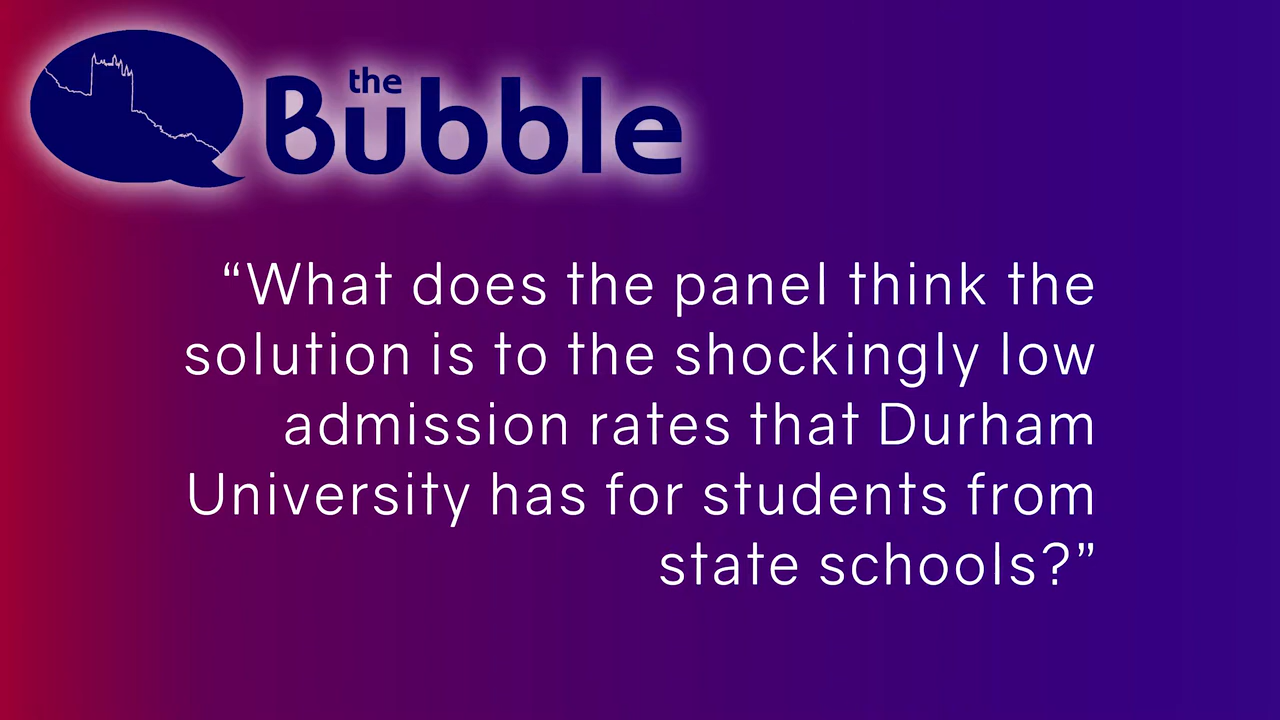 the
Bubble
“What does the panel think the
solution is to the shockingly low
admission rates that Durham
University has for students from
state schools?”